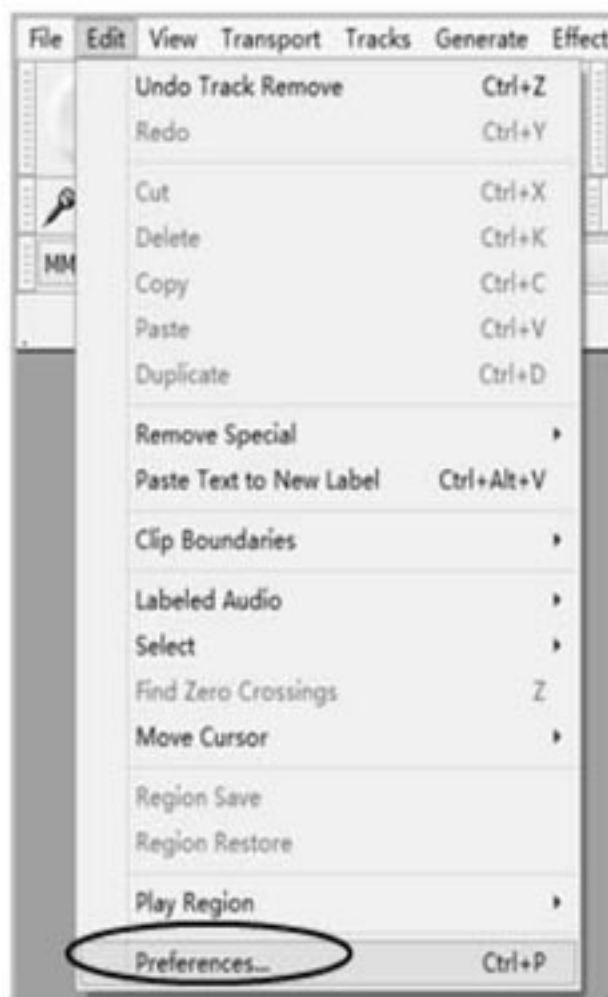 File Edit View Transport Tracks Generate Effect
Undo Track Remove Ctrl+Z
Redo Ctrl+Y
Cut Ctrl+X
Delete Ctrl+K
MM
Copy Ctrl+C
Paste Ctrl+V
Duplicate Ctrl+D
Remove Special
Paste Text to New Label Ctrl+Alt+V
Clip Boundaries
Labeled Audio
Select
Find Zero Crossings Z
Move Cursor
Region Save
Region Restore
Play Region
Preferences... Ctrl+P